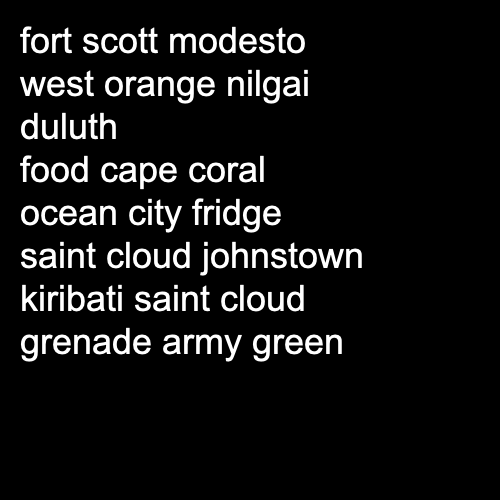 fort scott modesto
west orange nilgai
duluth
food cape coral
ocean city fridge
saint cloud johnstown
kiribati saint cloud
grenade army green